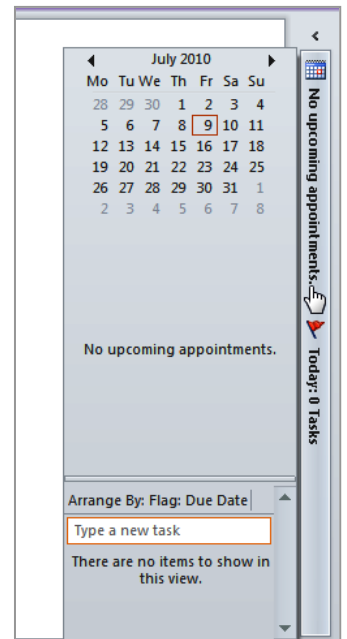 July 2010
Mo Tu We Th Fr Sa Su
28 29 30 1 2 3 4
5 6 7 8 9 10 11
12 13 14 15 16 17 18
19 20 21 22 23 24 25
26 27 28 29 30 31 1
2 3 4 5 6 7 8
No upcoming appointments.
Arrange By: Flag: Due Date
Type a new task
There are no items to show in
this view.
No upcoming appointments.
Today: 0 Tasks